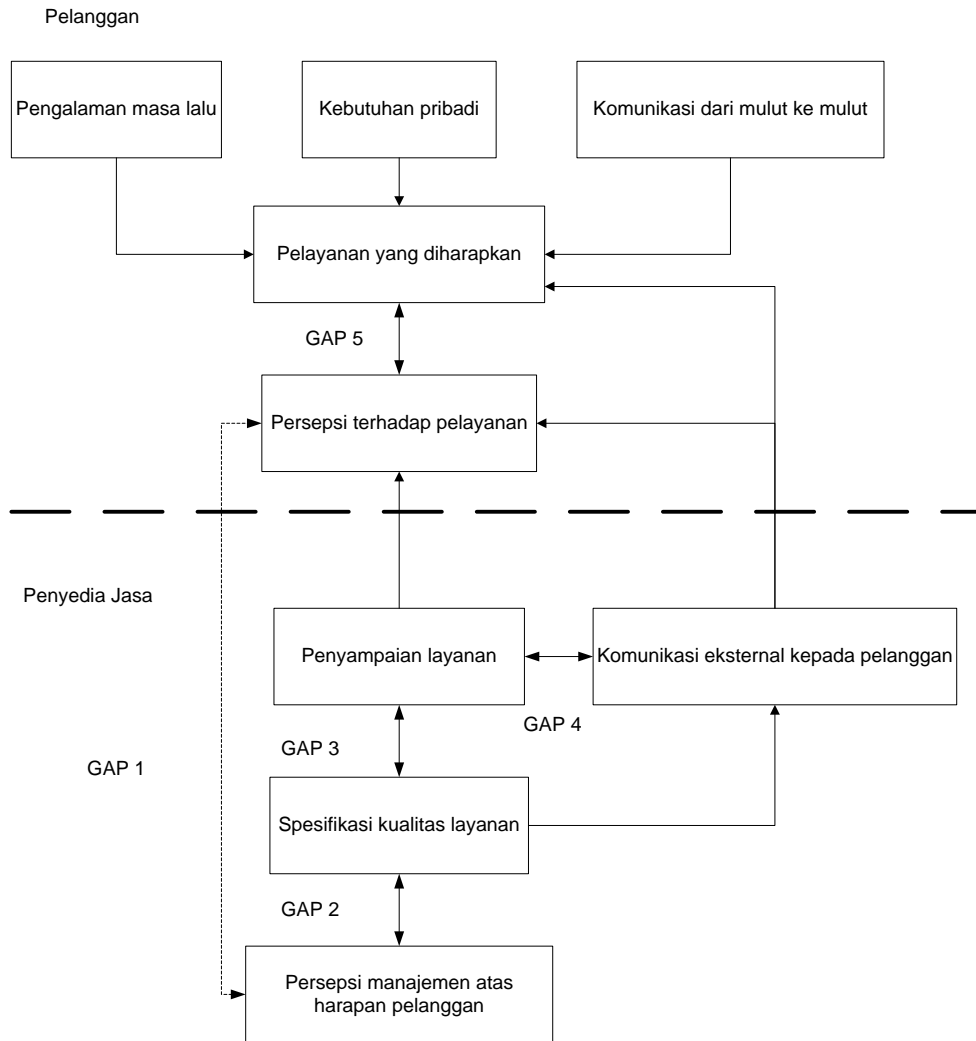 Pelanggan
Pengalaman masa lalu
Kebutuhan pribadi
Komunikasi dari mulut ke mulut
Pelayanan yang diharapkan
GAP 5
Persepsi terhadap pelayanan
Penyedia Jasa
Penyampaian layanan
Komunikasi eksternal kepada pelanggan
GAP 4
GAP 3
GAP 1
Spesifikasi kualitas layanan
GAP 2
Persepsi manajemen atas
harapan pelanggan